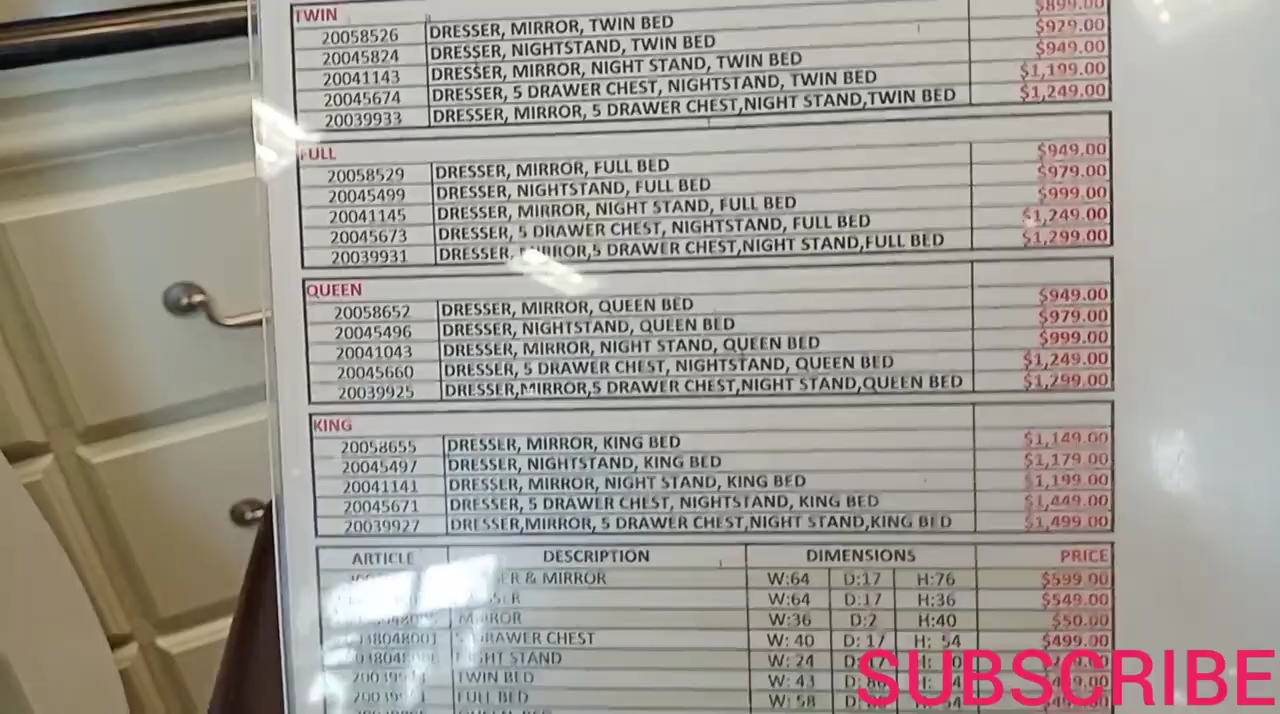 TWIN $899.00
20058526 DRESSER, MIRROR, TWIN BED $929.00
20045824 DRESSER, NIGHTSTAND, TWIN BED $949.00
20041143 DRESSER, MIRROR, NIGHT STAND, TWIN BED $1,199.00
20045674 DRESSER, 5 DRAWER CHEST, NIGHTSTAND, TWIN BED $1,249.00
20039933 DRESSER, MIRROR, 5 DRAWER CHEST,NIGHT STAND,TWIN BED
FULL $949.00
20058529 DRESSER, MIRROR, FULL BED $979.00
20045499 DRESSER, NIGHTSTAND, FULL BED $999.00
20041145 DRESSER, MIRROR, NIGHT STAND, FULL BED $1,249.00
20045673 DRESSER, 5 DRAWER CHEST, NIGHTSTAND, FULL BED $1,299.00
20039931 DRESSER, MIRROR,5 DRAWER CHEST,NIGHT STAND,FULL BED
QUEEN $949.00
20058652 DRESSER, MIRROR, QUEEN BED $979.00
20045496 DRESSER, NIGHTSTAND, QUEEN BED $999.00
20041043 DRESSER, MIRROR, NIGHT STAND, QUEEN BED $1,249.00
20045660 DRESSER, 5 DRAWER CHEST, NIGHTSTAND, QUEEN BED $1,299.00
20039925 DRESSER,MIRROR,5 DRAWER CHEST,NIGHT STAND,QUEEN BED
KING
20058655 DRESSER, MIRROR, KING BED $1,149.00
20045497 DRESSER, NIGHTSTAND, KING BED $1,179.00
20041141 DRESSER, MIRROR, NIGHT STAND, KING BED $1,199.00
20045671 DRESSER, 5 DRAWER CHEST, NIGHTSTAND, KING BED $1,449.00
20039927 DRESSER,MIRROR, 5 DRAWER CHEST,NIGHT STAND,KING BED $1,499.00
ARTICLE DESCRIPTION DIMENSIONS PRICE
& MIRROR W:64 D:17 H:76 $599.00
W:64 D:17 H:36 $549.00
MIRROR W:36 D:2 H:40 $50.00
DRAWER CHEST W: 40 D: 17 H: 54 $499.00
NIGHT STAND W: 24
TWIN BED W: 43
FULL BED W: 58
SUBSCRIBE